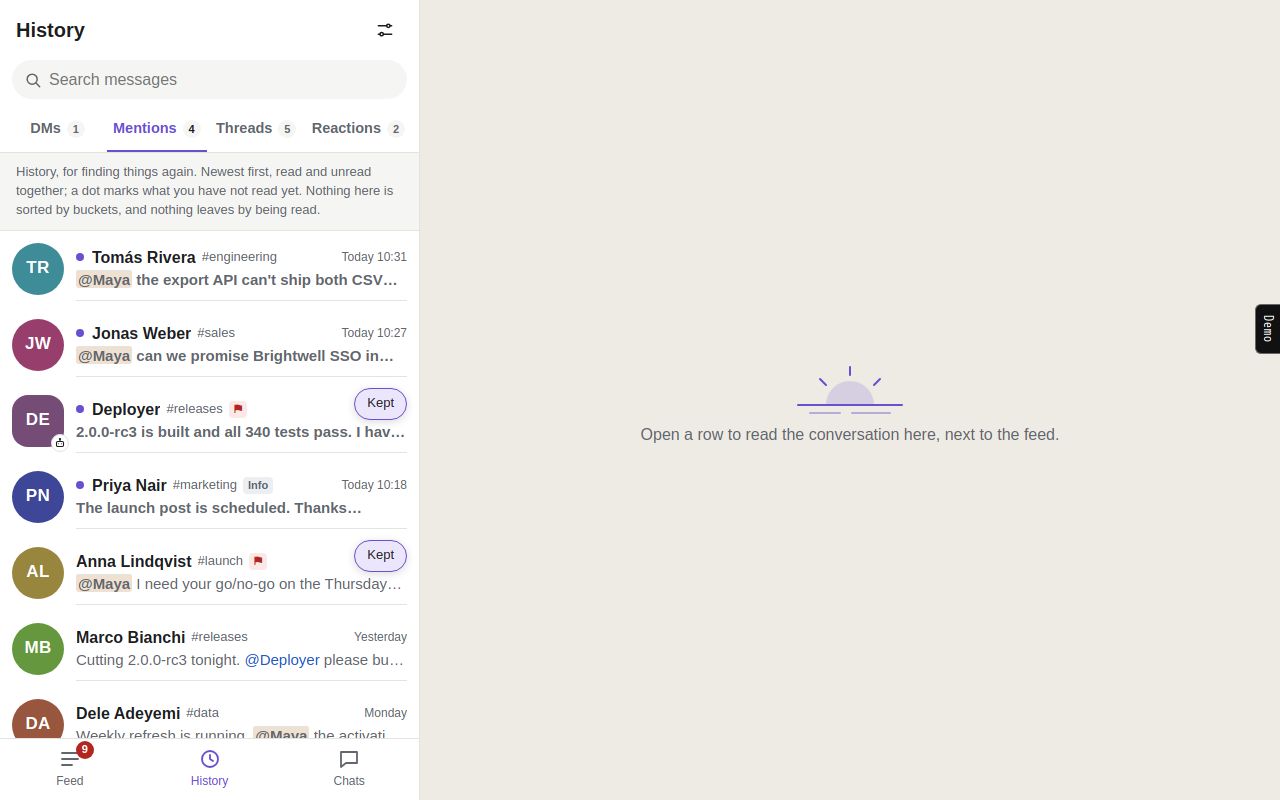 History
Search messages
DMs 1
Mentions 4
Threads 5
Reactions 2
History, for finding things again. Newest first, read and unread
together; a dot marks what you have not read yet. Nothing here is
sorted by buckets, and nothing leaves by being read.
TR
Tomás Rivera #engineering Today 10:31
@Maya the export API can't ship both CSV…
JW
Jonas Weber #sales Today 10:27
@Maya can we promise Brightwell SSO in…
DE
Deployer #releases Kept
2.0.0-rc3 is built and all 340 tests pass. I hav…
PN
Priya Nair #marketing Info Today 10:18
The launch post is scheduled. Thanks…
AL
Anna Lindqvist #launch Kept
@Maya I need your go/no-go on the Thursday…
MB
Marco Bianchi #releases Yesterday
Cutting 2.0.0-rc3 tonight. @Deployer please bu…
DA
Dele Adeyemi #data Monday
Weekly refresh is running. @Maya the activati…
9
Feed
History
Chats
Open a row to read the conversation here, next to the feed.
Demo